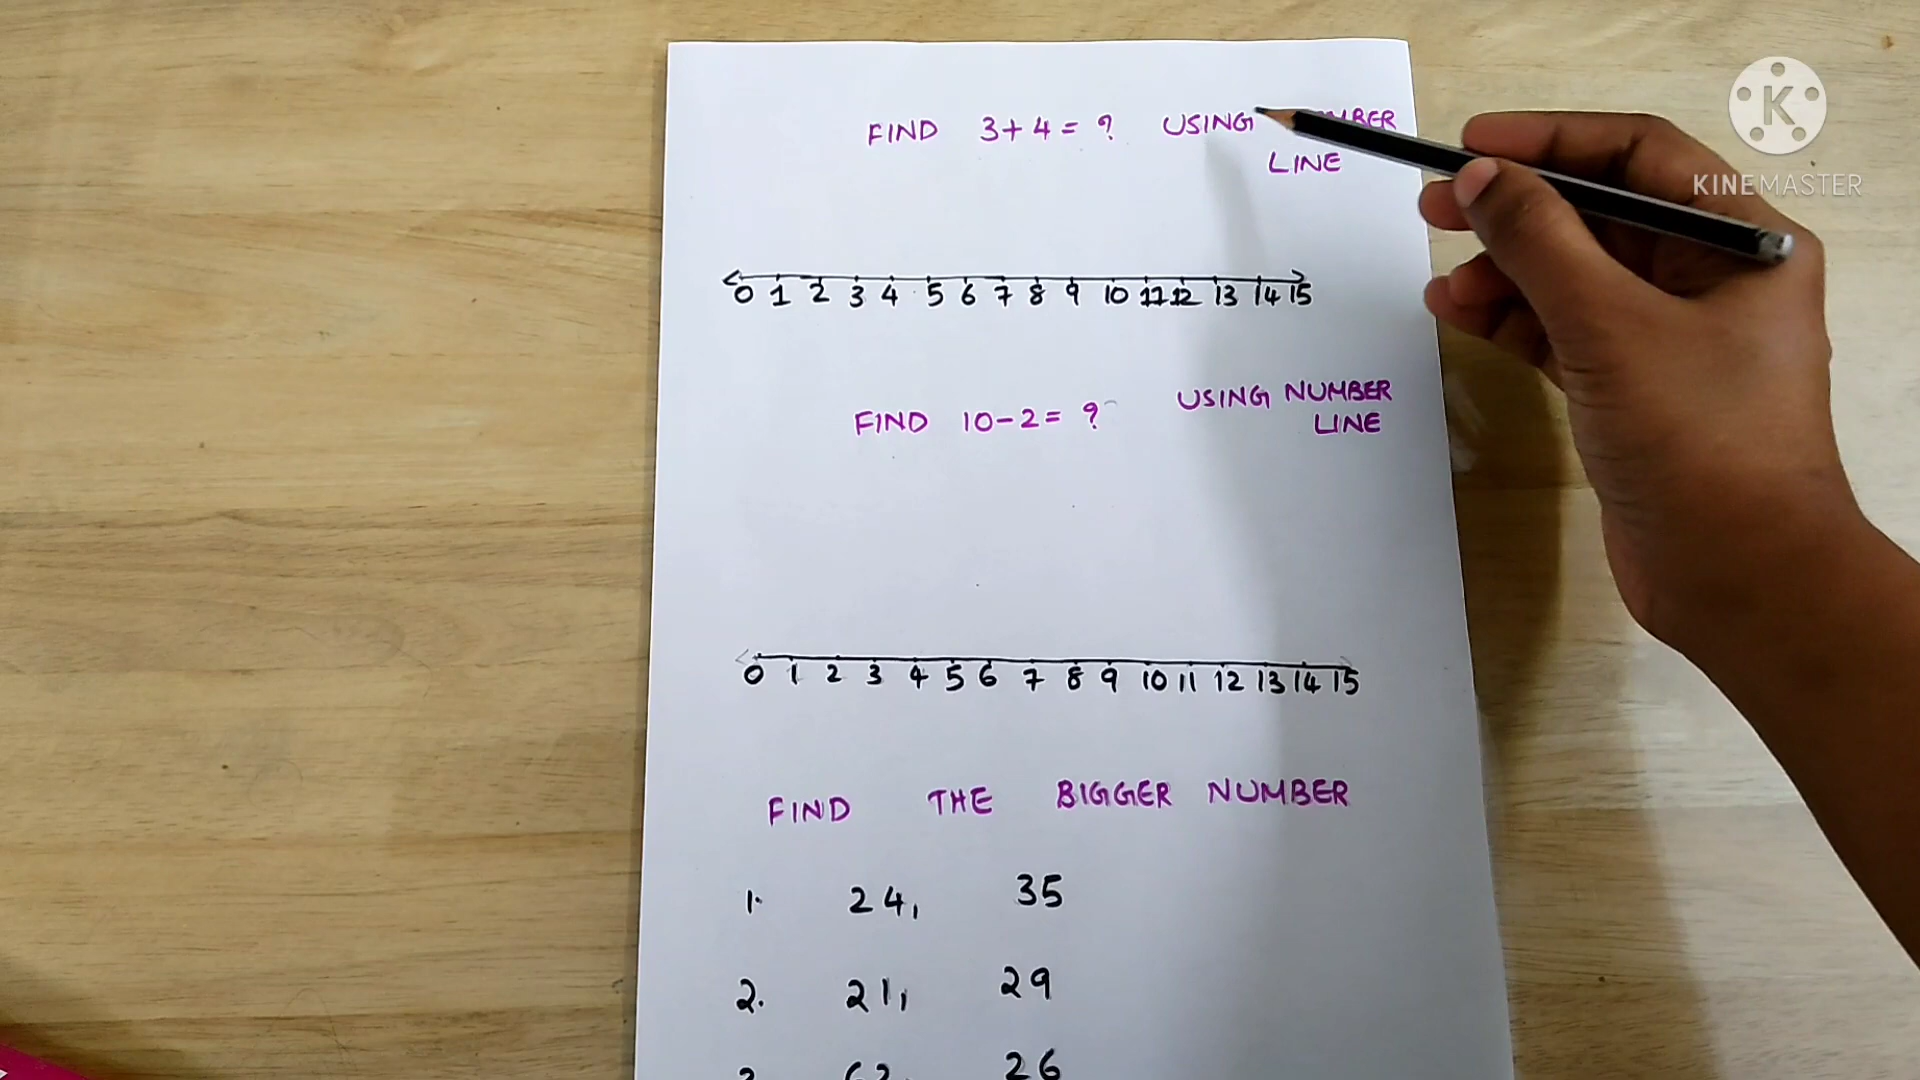 FIND 3+4=? USING
LINE
0 1 2 3 4 5 6 7 8 9 10 11 12 13 14 15
FIND 10-2=? USING NUMBER
LINE
0 1 2 3 4 5 6 7 8 9 10 11 12 13 14 15
FIND THE BIGGER NUMBER
1. 24, 35
2. 21, 29
26
K
KINEMASTER